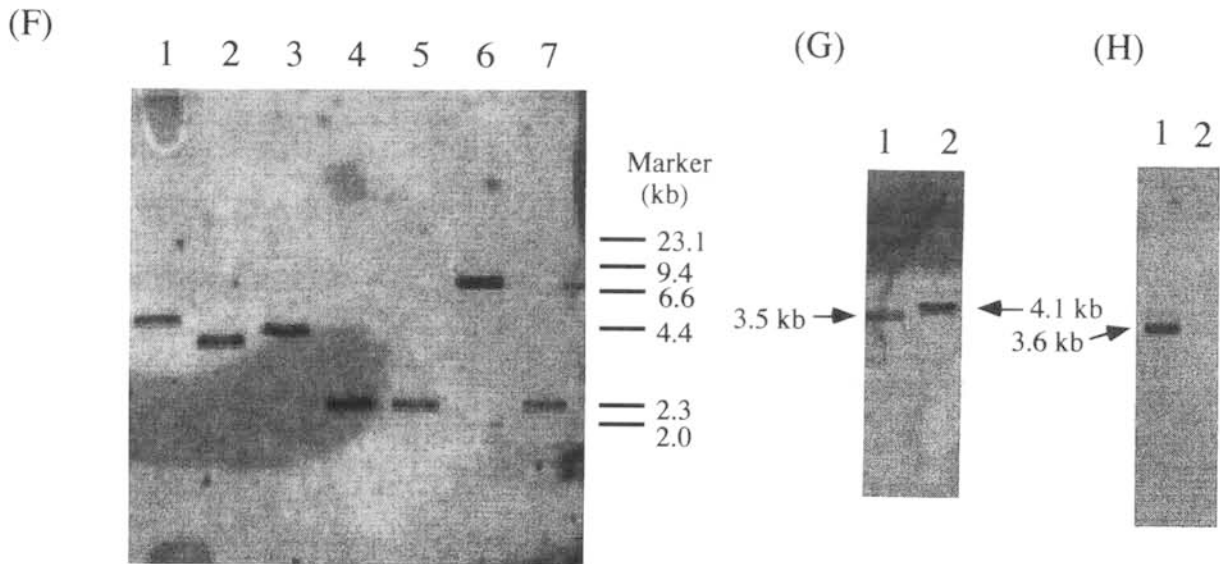 (F)
1 2 3 4 5 6 7
Marker
(kb)
23.1
9.4
6.6
4.4
2.3
2.0
(G)
1 2
3.5 kb
4.1 kb
(H)
1 2
3.6 kb